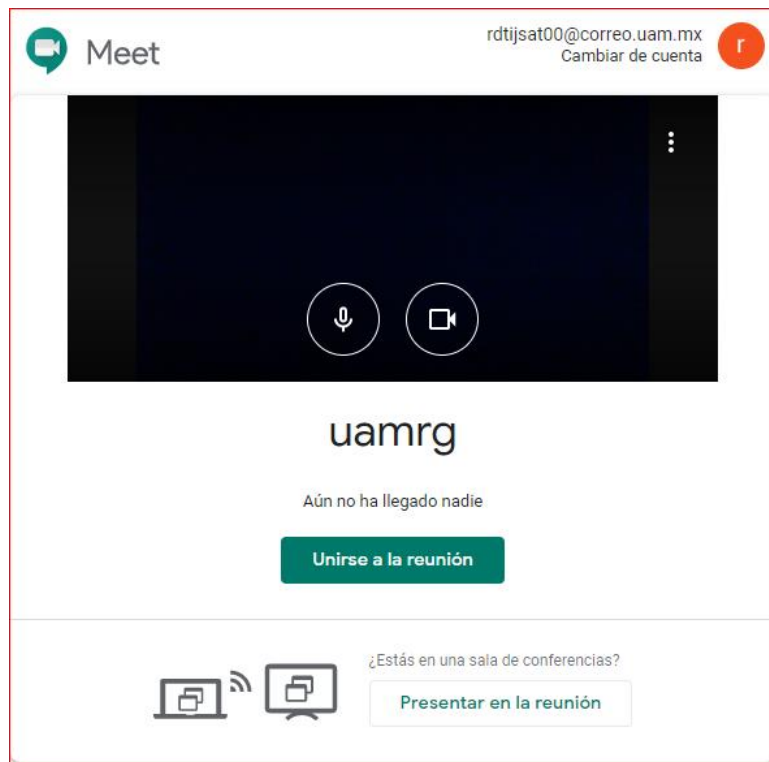 Meet
rdtijsat00@correo.uam.mx
Cambiar de cuenta
r
uamrg
Aún no ha llegado nadie
Unirse a la reunión
¿Estás en una sala de conferencias?
Presentar en la reunión